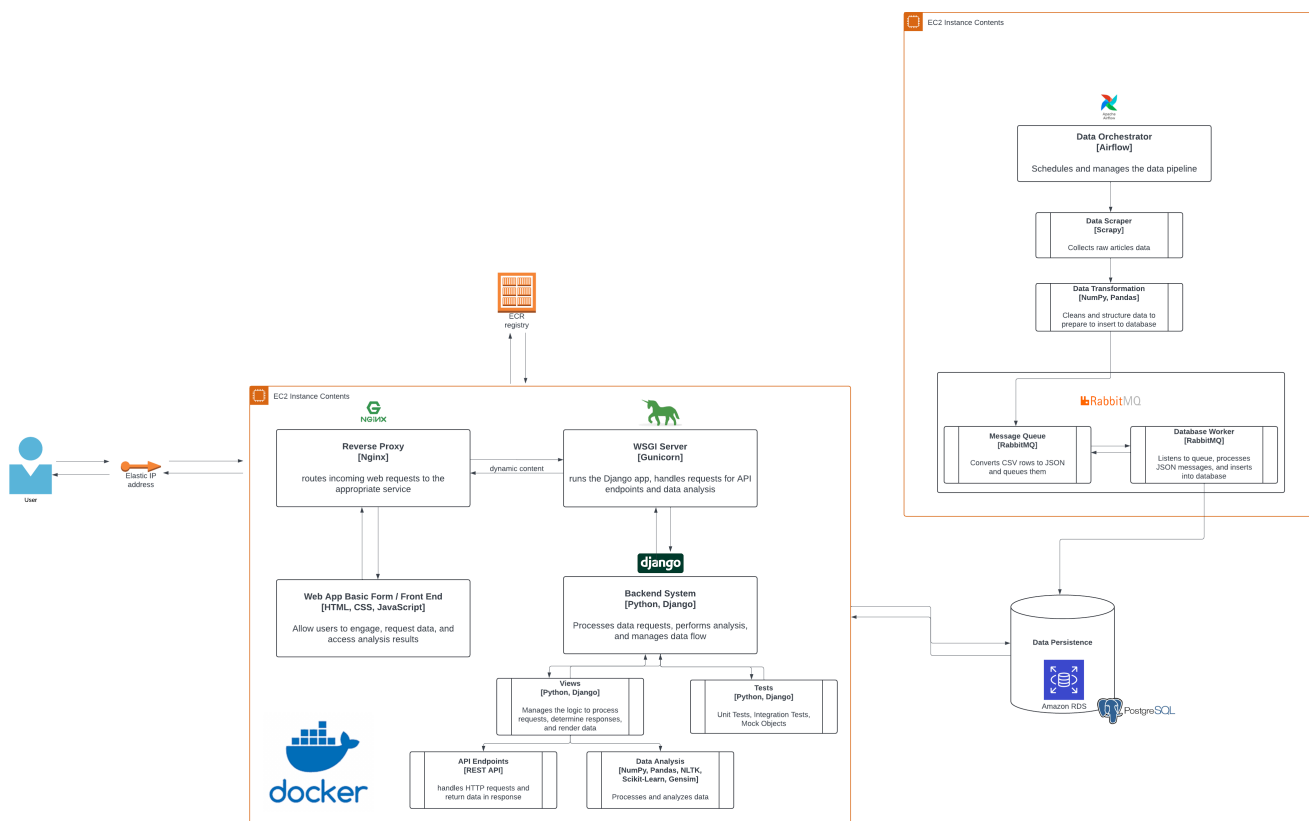 EC2 Instance Contents
Apache
Airflow
Data Orchestrator
[Airflow]
Schedules and manages the data pipeline
Data Scraper
[Scrapy]
Collects raw articles data
Data Transformation
[NumPy, Pandas]
Cleans and structure data to
prepare to insert to database
RabbitMQ
Message Queue
[RabbitMQ]
Converts CSV rows to JSON
and queues them
Database Worker
[RabbitMQ]
Listens to queue, processes
JSON messages, and inserts
into database
ECR
registry
EC2 Instance Contents
NGINX
Reverse Proxy
[Nginx]
routes incoming web requests to the
appropriate service
dynamic content
WSGI Server
[Gunicorn]
runs the Django app, handles requests for API
endpoints and data analysis
User
Elastic IP
address
django
Web App Basic Form / Front End
[HTML, CSS, JavaScript]
Allow users to engage, request data, and
access analysis results
Backend System
[Python, Django]
Processes data requests, performs analysis,
and manages data flow
Views
[Python, Django]
Manages the logic to process
requests, determine responses,
and render data
Tests
[Python, Django]
Unit Tests, Integration Tests,
Mock Objects
API Endpoints
[REST API]
handles HTTP requests and
return data in response
Data Analysis
[NumPy, Pandas, NLTK,
Scikit-Learn, Gensim]
Processes and analyzes data
docker
Data Persistence
Amazon RDS
PostgreSQL